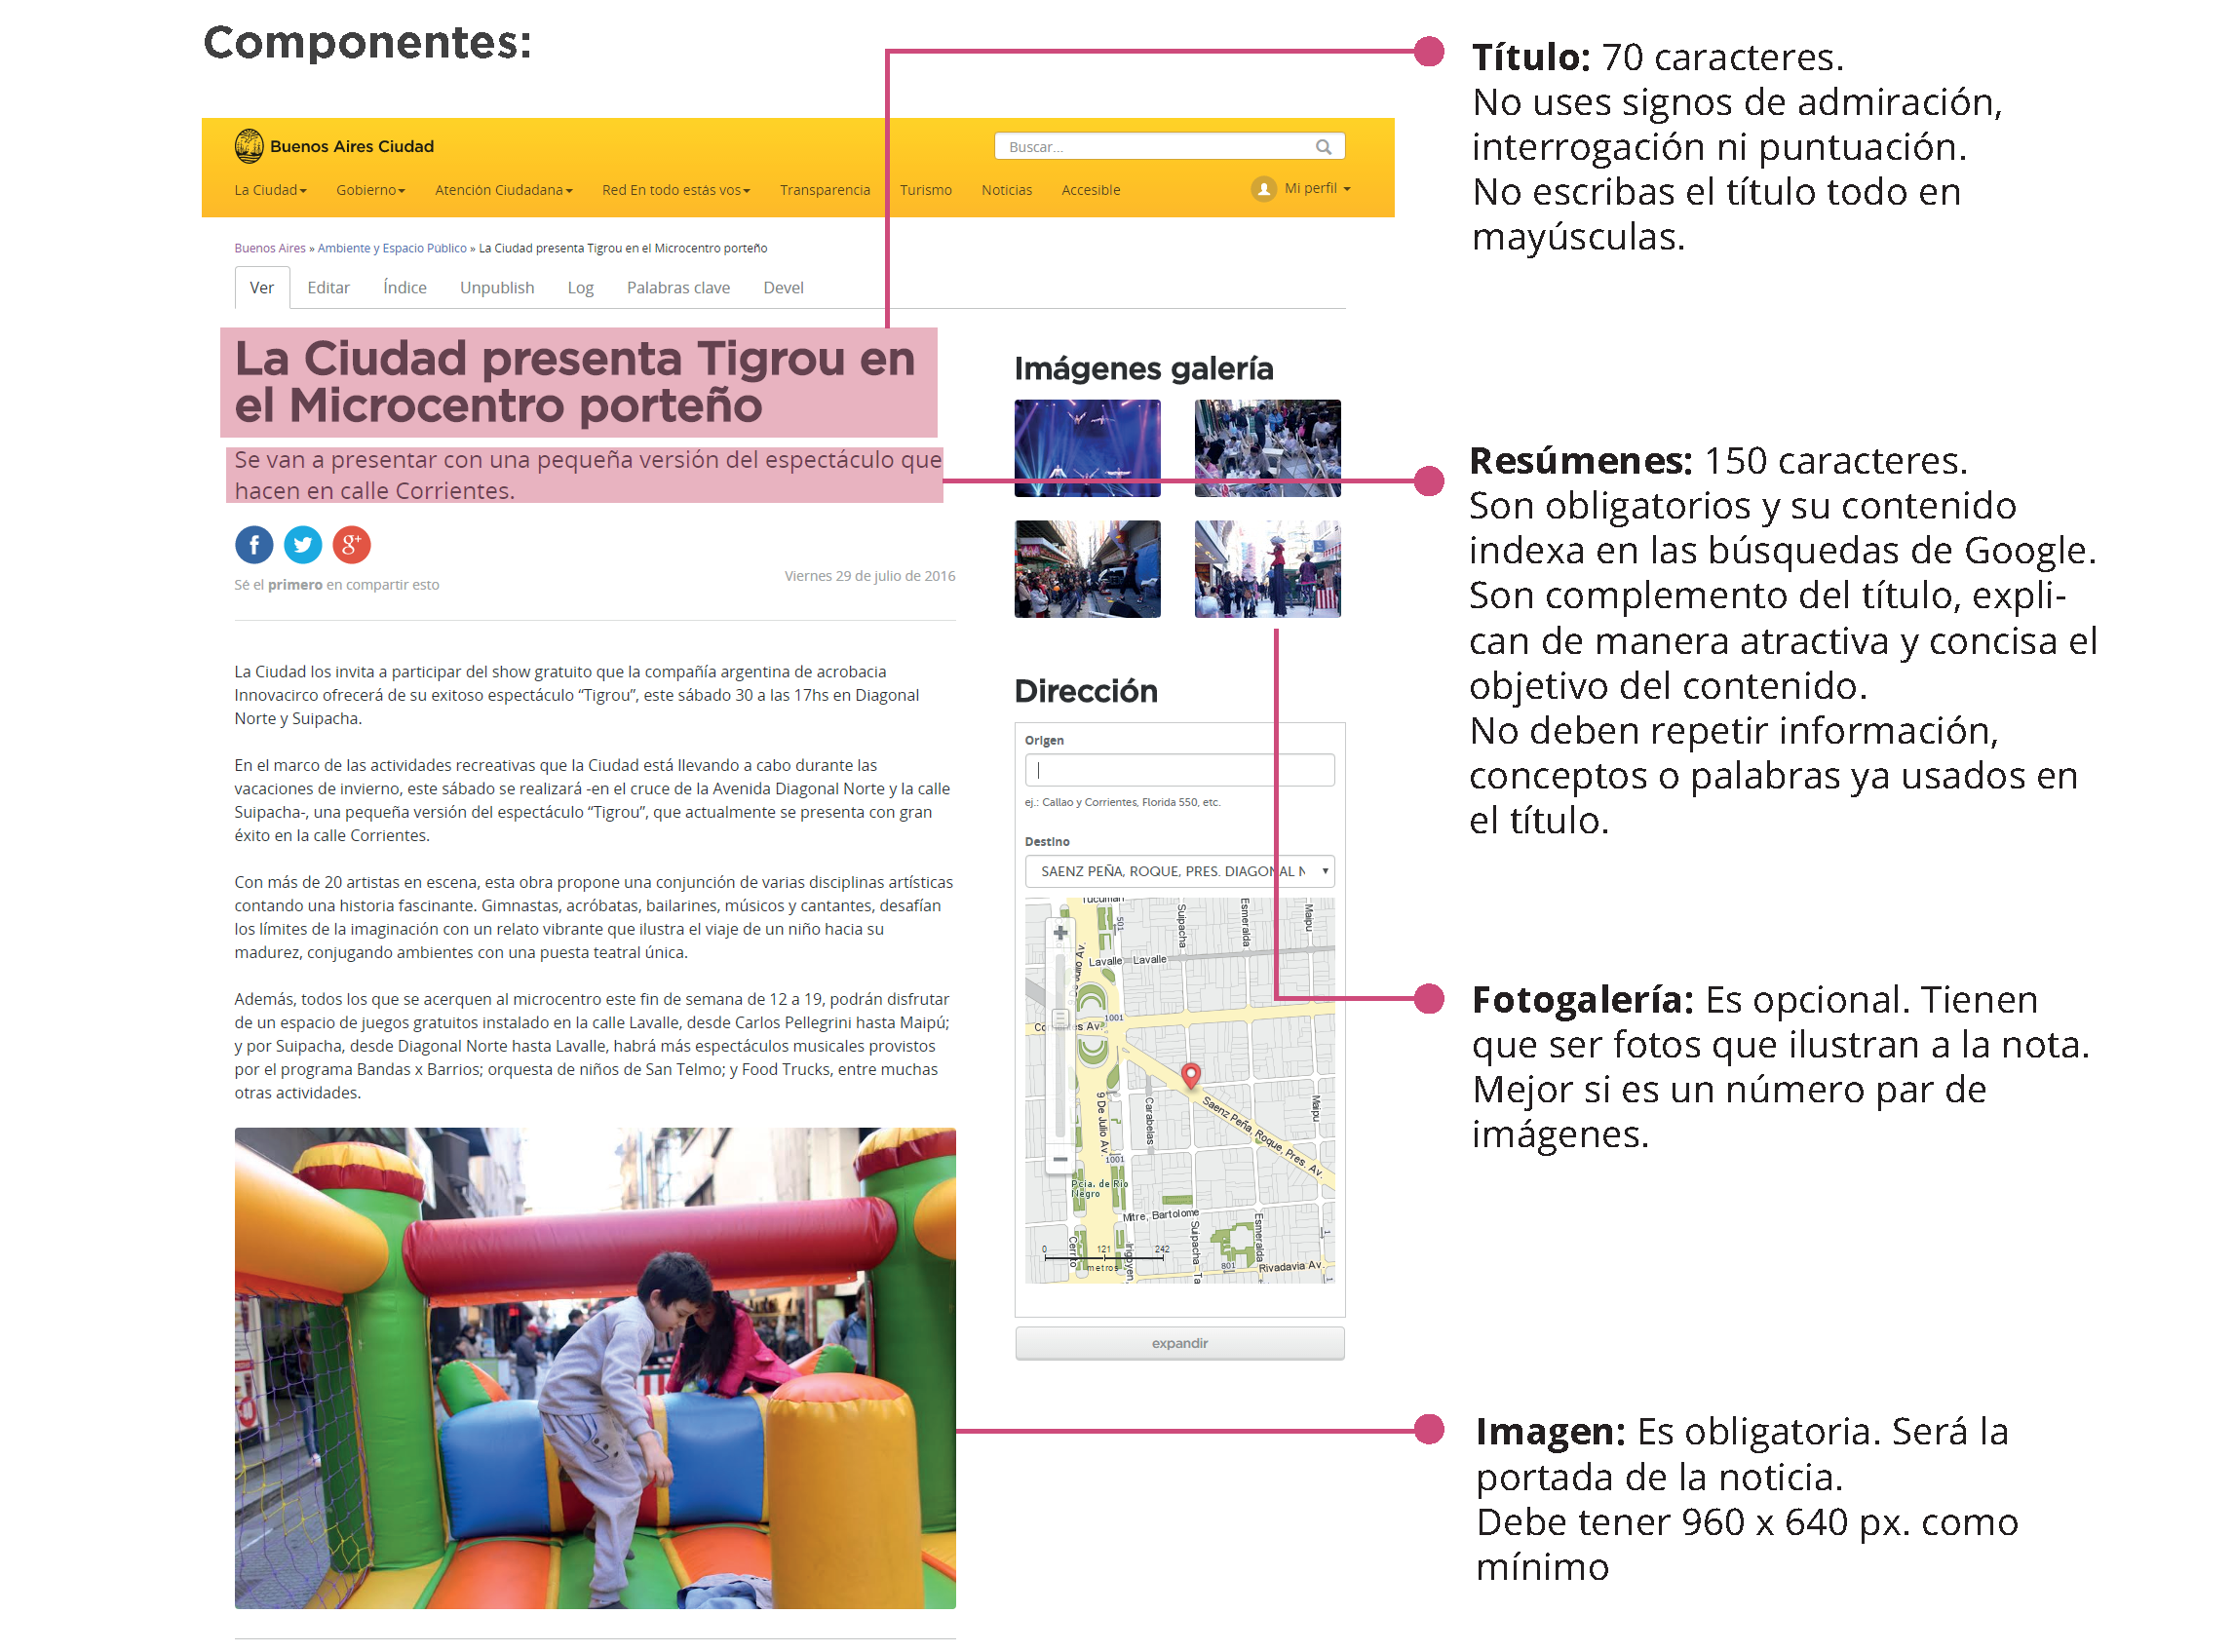 Componentes:
Buenos Aires Ciudad
Buscar...
La Ciudad Gobierno Atención Ciudadana Red En todo estás vos Transparencia Turismo Noticias Accesible Mi perfil
Buenos Aires » Ambiente y Espacio Público » La Ciudad presenta Tigrou en el Microcentro porteño
Ver Editar Índice Unpublish Log Palabras clave Devel
La Ciudad presenta Tigrou en
el Microcentro porteño
Se van a presentar con una pequeña versión del espectáculo que
hacen en calle Corrientes.
Sé el primero en compartir esto
Viernes 29 de julio de 2016
La Ciudad los invita a participar del show gratuito que la compañía argentina de acrobacia
Innovacirco ofrecerá de su exitoso espectáculo “Tigrou”, este sábado 30 a las 17hs en Diagonal
Norte y Suipacha.
En el marco de las actividades recreativas que la Ciudad está llevando a cabo durante las
vacaciones de invierno, este sábado se realizará -en el cruce de la Avenida Diagonal Norte y la calle
Suipacha-, una pequeña versión del espectáculo “Tigrou”, que actualmente se presenta con gran
éxito en la calle Corrientes.
Con más de 20 artistas en escena, esta obra propone una conjunción de varias disciplinas artísticas
contando una historia fascinante. Gimnastas, acróbatas, bailarines, músicos y cantantes, desafían
los límites de la imaginación con un relato vibrante que ilustra el viaje de un niño hacia su
madurez, conjugando ambientes con una puesta teatral única.
Además, todos los que se acerquen al microcentro este fin de semana de 12 a 19, podrán disfrutar
de un espacio de juegos gratuitos instalado en la calle Lavalle, desde Carlos Pellegrini hasta Maipú;
y por Suipacha, desde Diagonal Norte hasta Lavalle, habrá más espectáculos musicales provistos
por el programa Bandas x Barrios; orquesta de niños de San Telmo; y Food Trucks, entre muchas
otras actividades.
Imágenes galería
Dirección
Origen
ej.: Callao y Corrientes, Florida 550, etc.
Destino
SAENZ PEÑA, ROQUE, PRES. DIAGONAL N
Tucuman
501
Suipacha
Esmeralda
Maipu
Lavalle Lavalle
1001
Saenz Peña, Roque, Pres. Av.
9 De Julio Av.
Carabelas
Maipu
1001
Pcia. de Rio
Negro
Mitre, Bartolome
Cerrito
Suipacha
Esmeralda
0 121 242
metros
801
Rivadavia Av.
expandir
Título: 70 caracteres.
No uses signos de admiración,
interrogación ni puntuación.
No escribas el título todo en
mayúsculas.
Resúmenes: 150 caracteres.
Son obligatorios y su contenido
indexa en las búsquedas de Google.
Son complemento del título, expli-
can de manera atractiva y concisa el
objetivo del contenido.
No deben repetir información,
conceptos o palabras ya usados en
el título.
Fotogalería: Es opcional. Tienen
que ser fotos que ilustran a la nota.
Mejor si es un número par de
imágenes.
Imagen: Es obligatoria. Será la
portada de la noticia.
Debe tener 960 x 640 px. como
mínimo